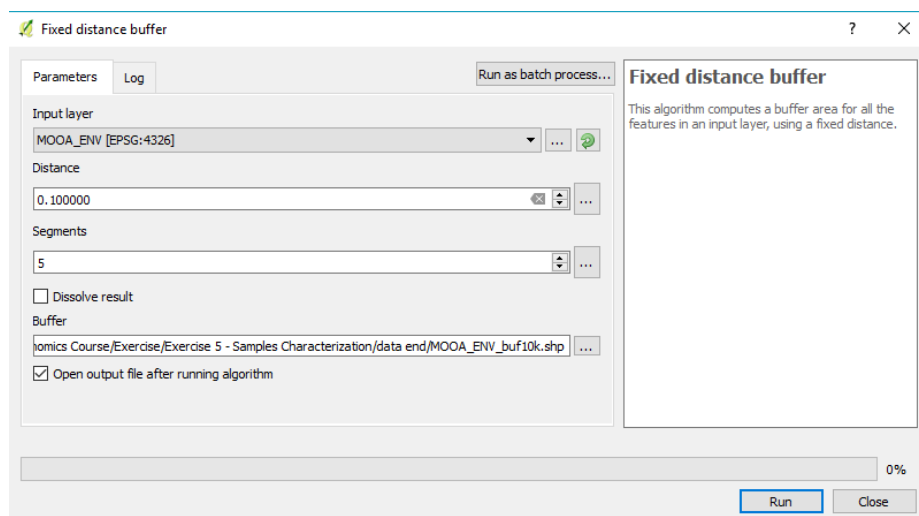 Fixed distance buffer
?
Parameters
Log
Run as batch process...
Input layer
MOOA_ENV [EPSG:4326]
...
Distance
0.100000
...
Segments
5
...
Dissolve result
Buffer
nomics Course/Exercise/Exercise 5 - Samples Characterization/data end/MOOA_ENV_buf10k.shp
...
Open output file after running algorithm
Fixed distance buffer
This algorithm computes a buffer area for all the
features in an input layer, using a fixed distance.
0%
Run
Close